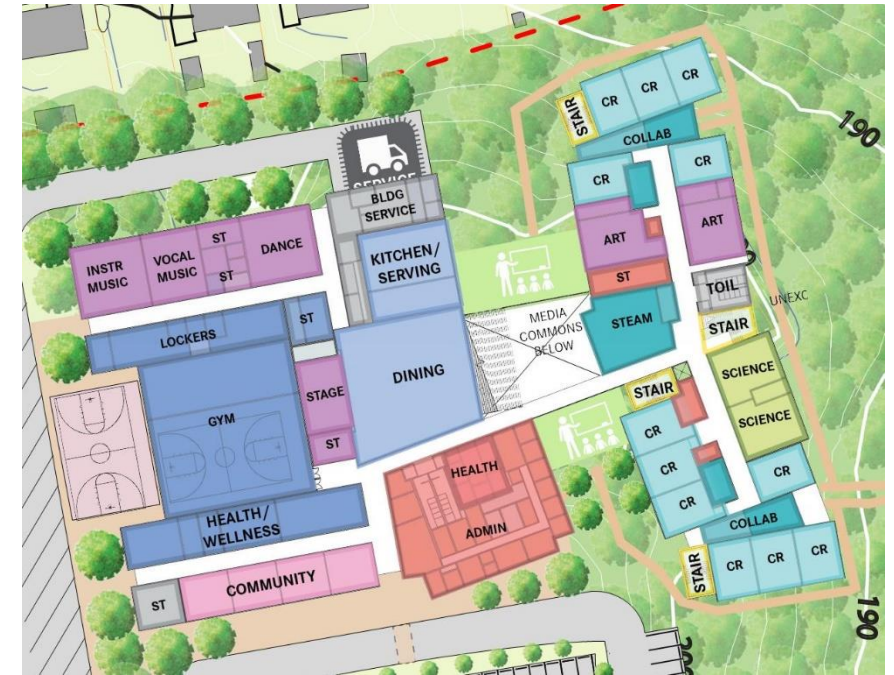 CR
CR
CR
STAIR
COLLAB
190
CR
CR
BLDG
SERVICE
ST
INSTR
MUSIC
VOCAL
MUSIC
DANCE
ST
KITCHEN/
SERVING
ART
ART
ST
TOIL
UNEXC
STAIR
MEDIA
COMMONS
BELOW
STEAM
LOCKERS
ST
STAGE
DINING
GYM
ST
SCIENCE
SCIENCE
STAIR
CR
CR
CR
CR
HEALTH
ADMIN
HEALTH/
WELLNESS
COLLAB
COMMUNITY
ST
STAIR
CR
CR
CR
190